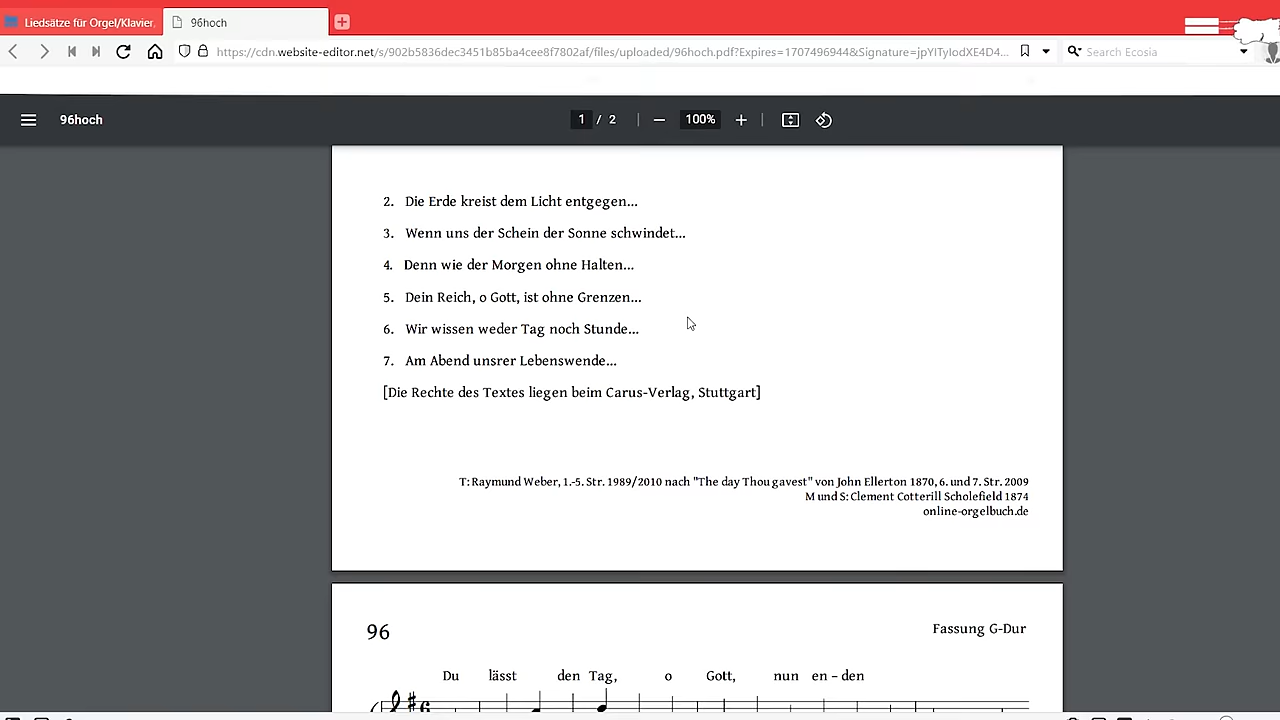 Liedsätze für Orgel/Klavier,
96hoch
https://cdn.website-editor.net/s/902b5836dec3451b85ba4cee8f7802af/files/uploaded/96hoch.pdf?Expires=1707496944&Signature=jpYITyIodXE4D4...
Search Ecosia
96hoch
1 / 2
100%
2. Die Erde kreist dem Licht entgegen...
3. Wenn uns der Schein der Sonne schwindet...
4. Denn wie der Morgen ohne Halten...
5. Dein Reich, o Gott, ist ohne Grenzen...
6. Wir wissen weder Tag noch Stunde...
7. Am Abend unsrer Lebenswende...
[Die Rechte des Textes liegen beim Carus-Verlag, Stuttgart]
T: Raymund Weber, 1.-5. Str. 1989/2010 nach "The day Thou gavest" von John Ellerton 1870, 6. und 7. Str. 2009
M und S: Clement Cotterill Scholefield 1874
online-orgelbuch.de
96
Fassung G-Dur
Du lässt den Tag, o Gott, nun en – den
6